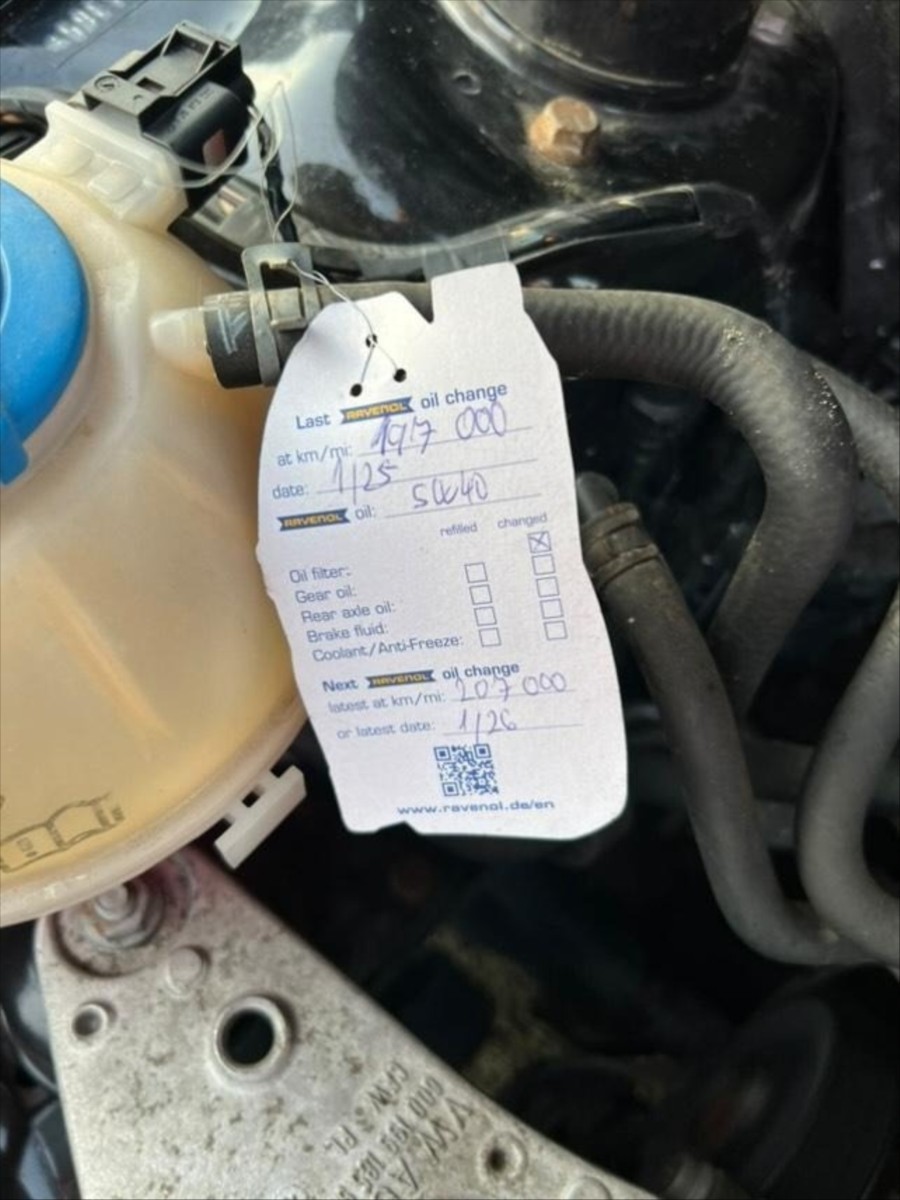 Last RAVENOL oil change
at km/mi: 197 000
date: 1/25
RAVENOL oil: 5W40
refilled changed
Oil filter:
Gear oil:
Rear axle oil:
Brake fluid:
Coolant/Anti-Freeze:
Next RAVENOL oil change
latest at km/mi: 207 000
or latest date: 1/26
www.ravenol.de/en